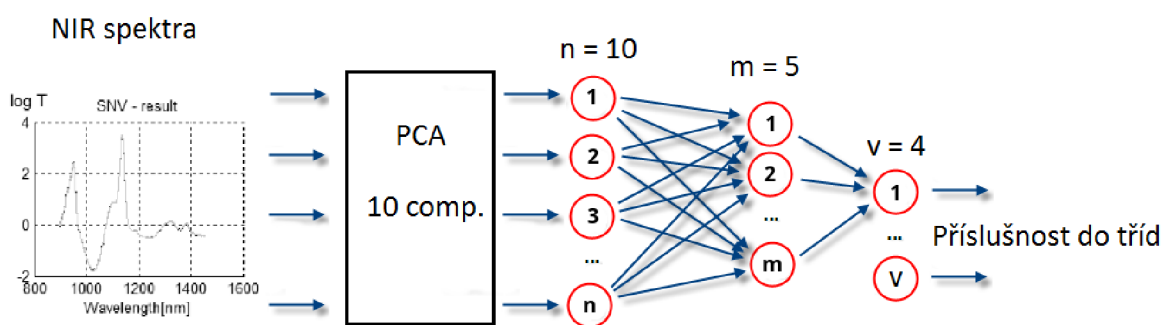 NIR spektra
log T
SNV - result
4
2
0
-2
800
1000
1200
1400
1600
Wavelength[nm]
PCA
10 comp.
n = 10
1
2
3
...
n
m = 5
1
2
...
m
v = 4
1
...
V
Příslušnost do tříd